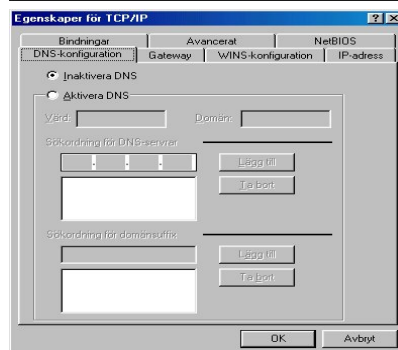 Egenskaper för TCP/IP
Bindningar Avancerat NetBIOS
DNS-konfiguration Gateway WINS-konfiguration IP-adress
Inaktivera DNS
Aktivera DNS
Värd: Domän:
Sökordning för DNS-servrar
. . . Lägg till
Ta bort
Sökordning för domänsuffix
Lägg till
Ta bort
OK Avbryt